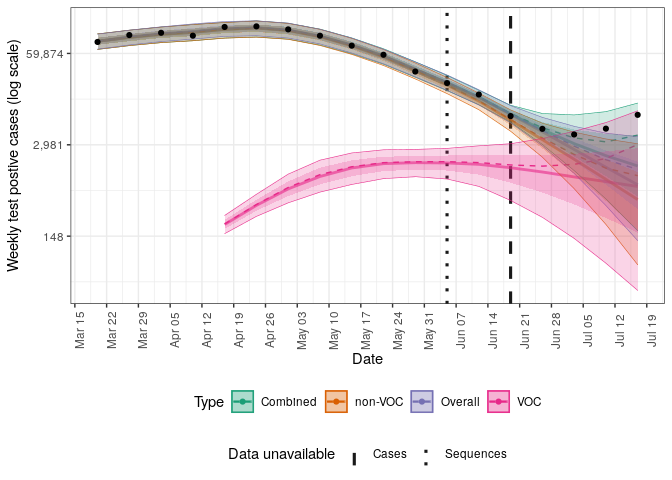 Weekly test postive cases (log scale)
59,874
2,981
148
Mar 15
Mar 22
Mar 29
Apr 05
Apr 12
Apr 19
Apr 26
May 03
May 10
May 17
May 24
May 31
Jun 07
Jun 14
Jun 21
Jun 28
Jul 05
Jul 12
Jul 19
Date
Type Combined non-VOC Overall VOC
Data unavailable Cases Sequences